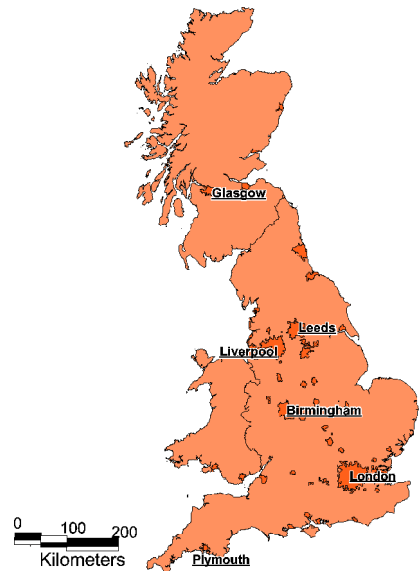 Glasgow
Leeds
Liverpool
Birmingham
London
0 100 200
Kilometers
Plymouth